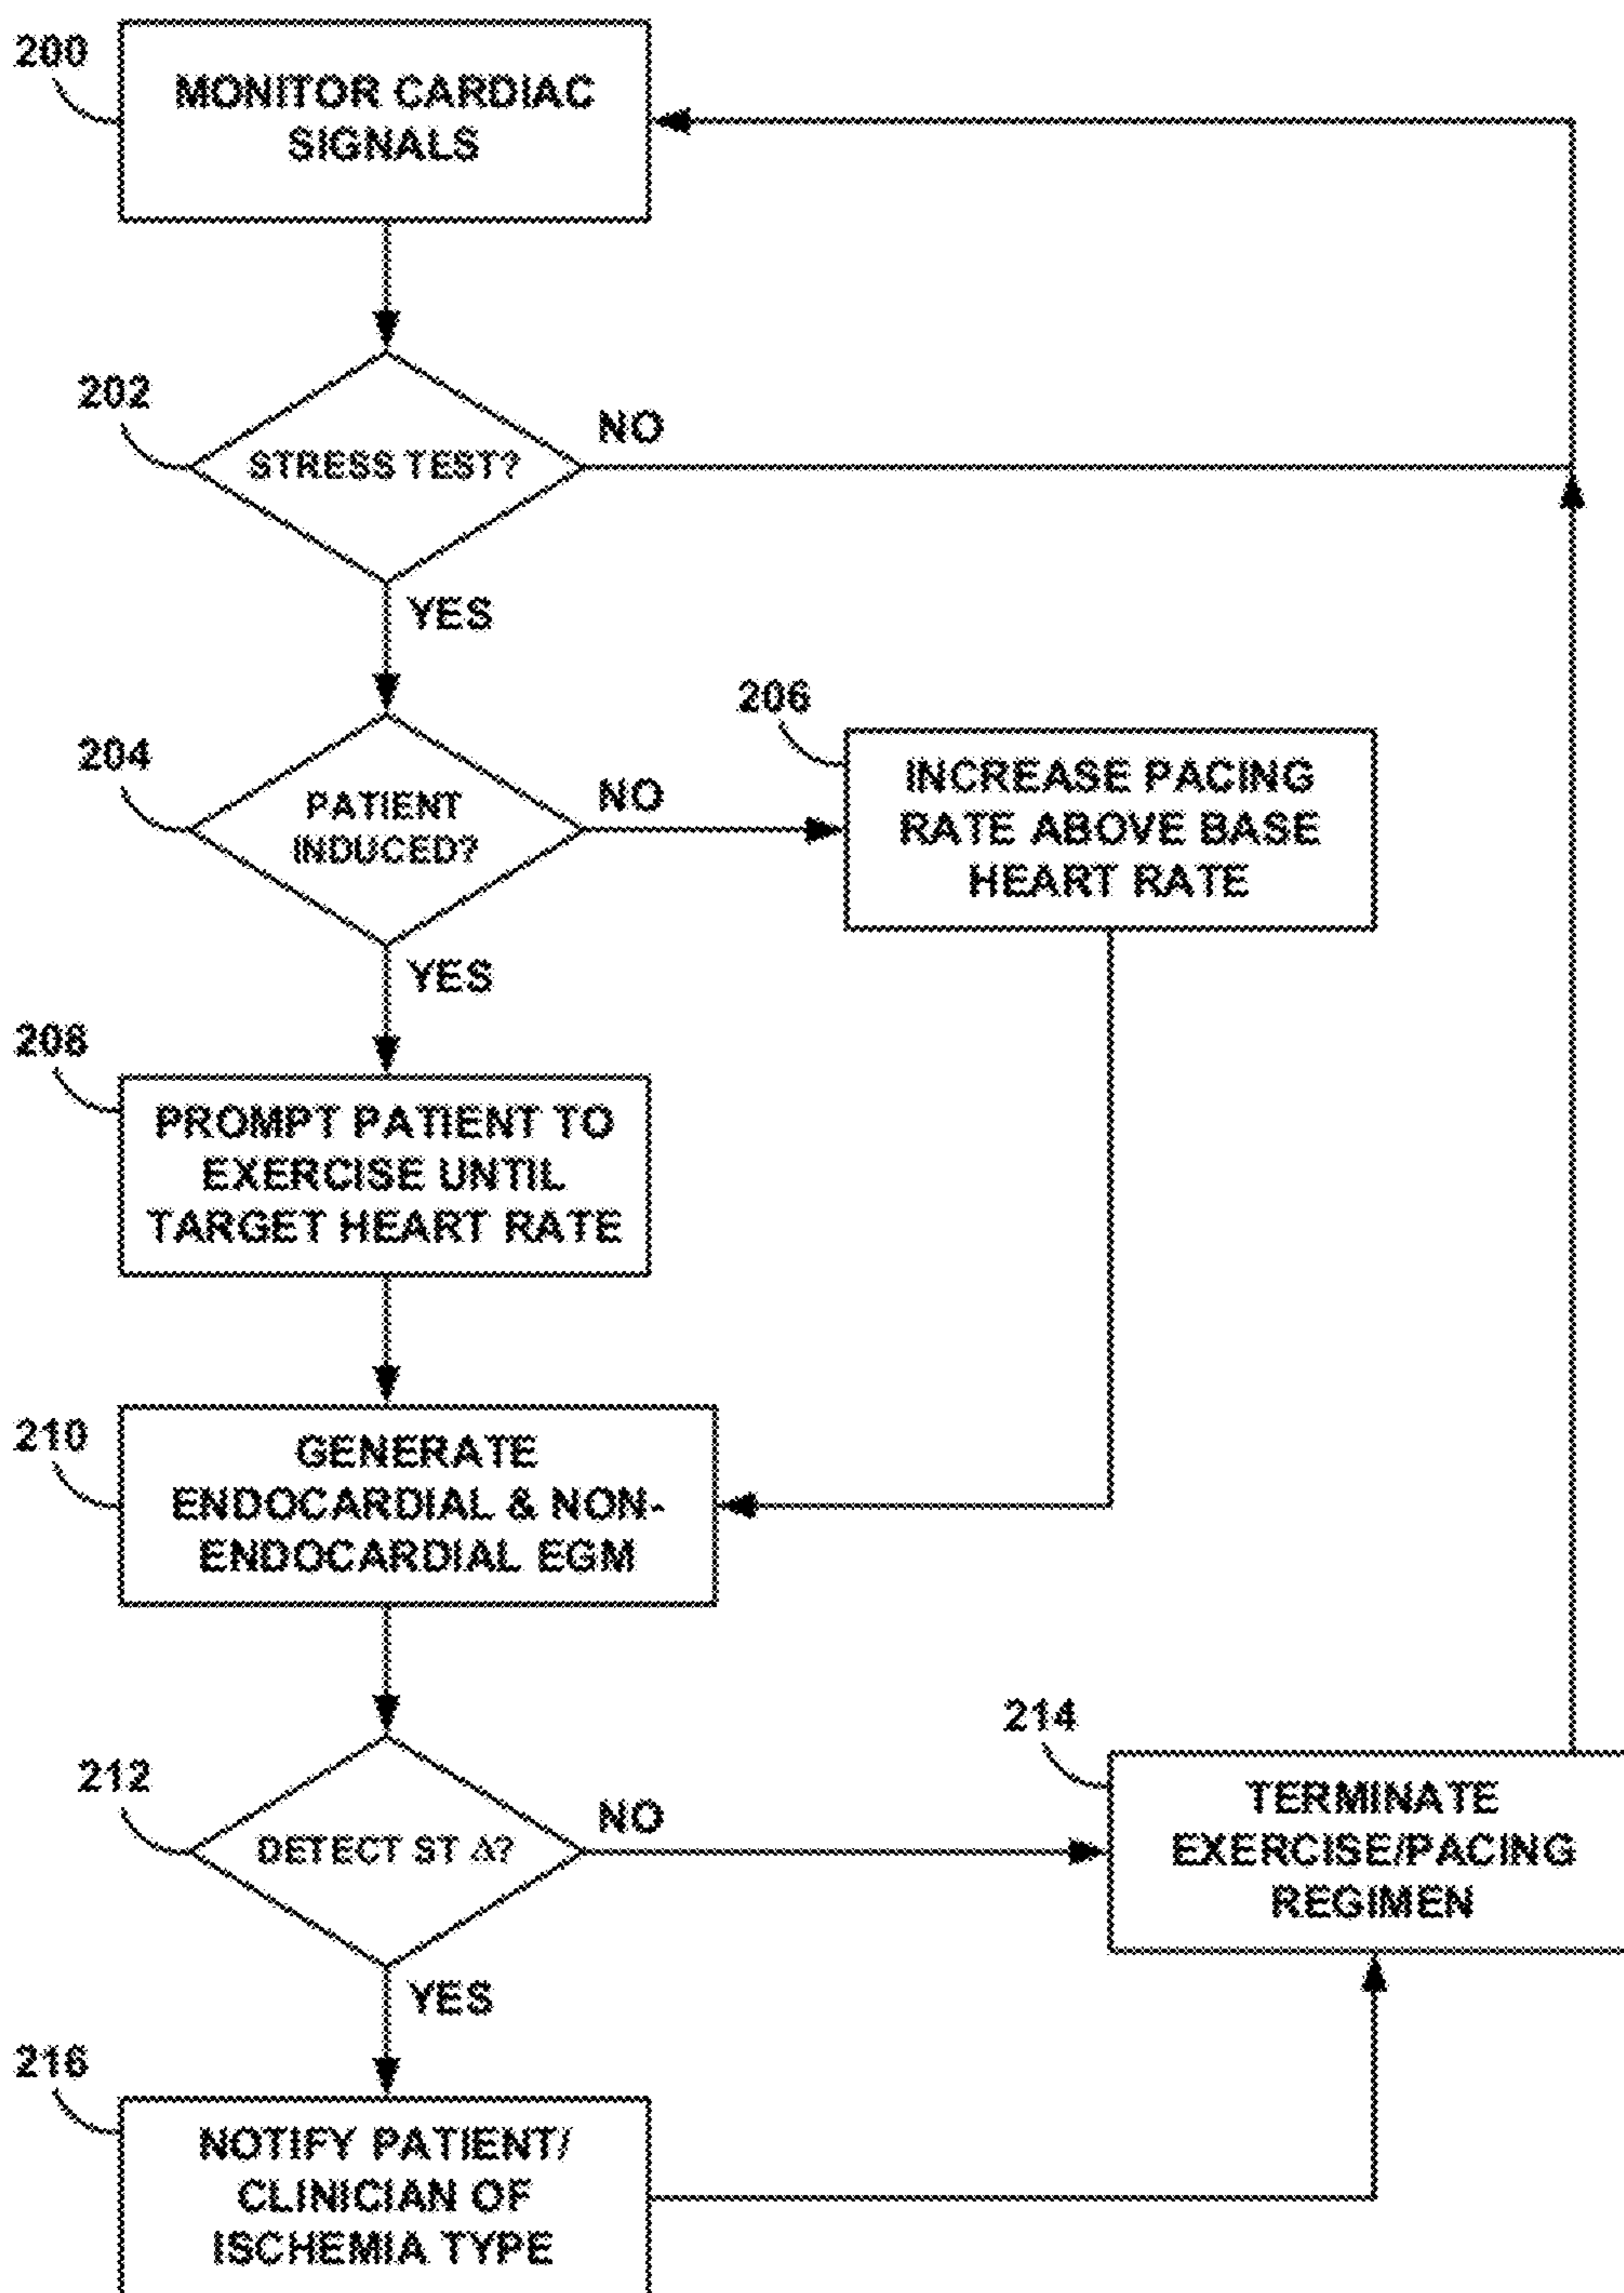 200
MONITOR CARDIAC
SIGNALS
202
STRESS TEST?
NO
YES
204
PATIENT
INDUCED?
NO
206
INCREASE PACING
RATE ABOVE BASE
HEART RATE
YES
208
PROMPT PATIENT TO
EXERCISE UNTIL
TARGET HEART RATE
210
GENERATE
ENDOCARDIAL & NON-
ENDOCARDIAL EGM
212
DETECT ST Δ?
NO
214
TERMINATE
EXERCISE/PACING
REGIMEN
YES
216
NOTIFY PATIENT/
CLINICIAN OF
ISCHEMIA TYPE